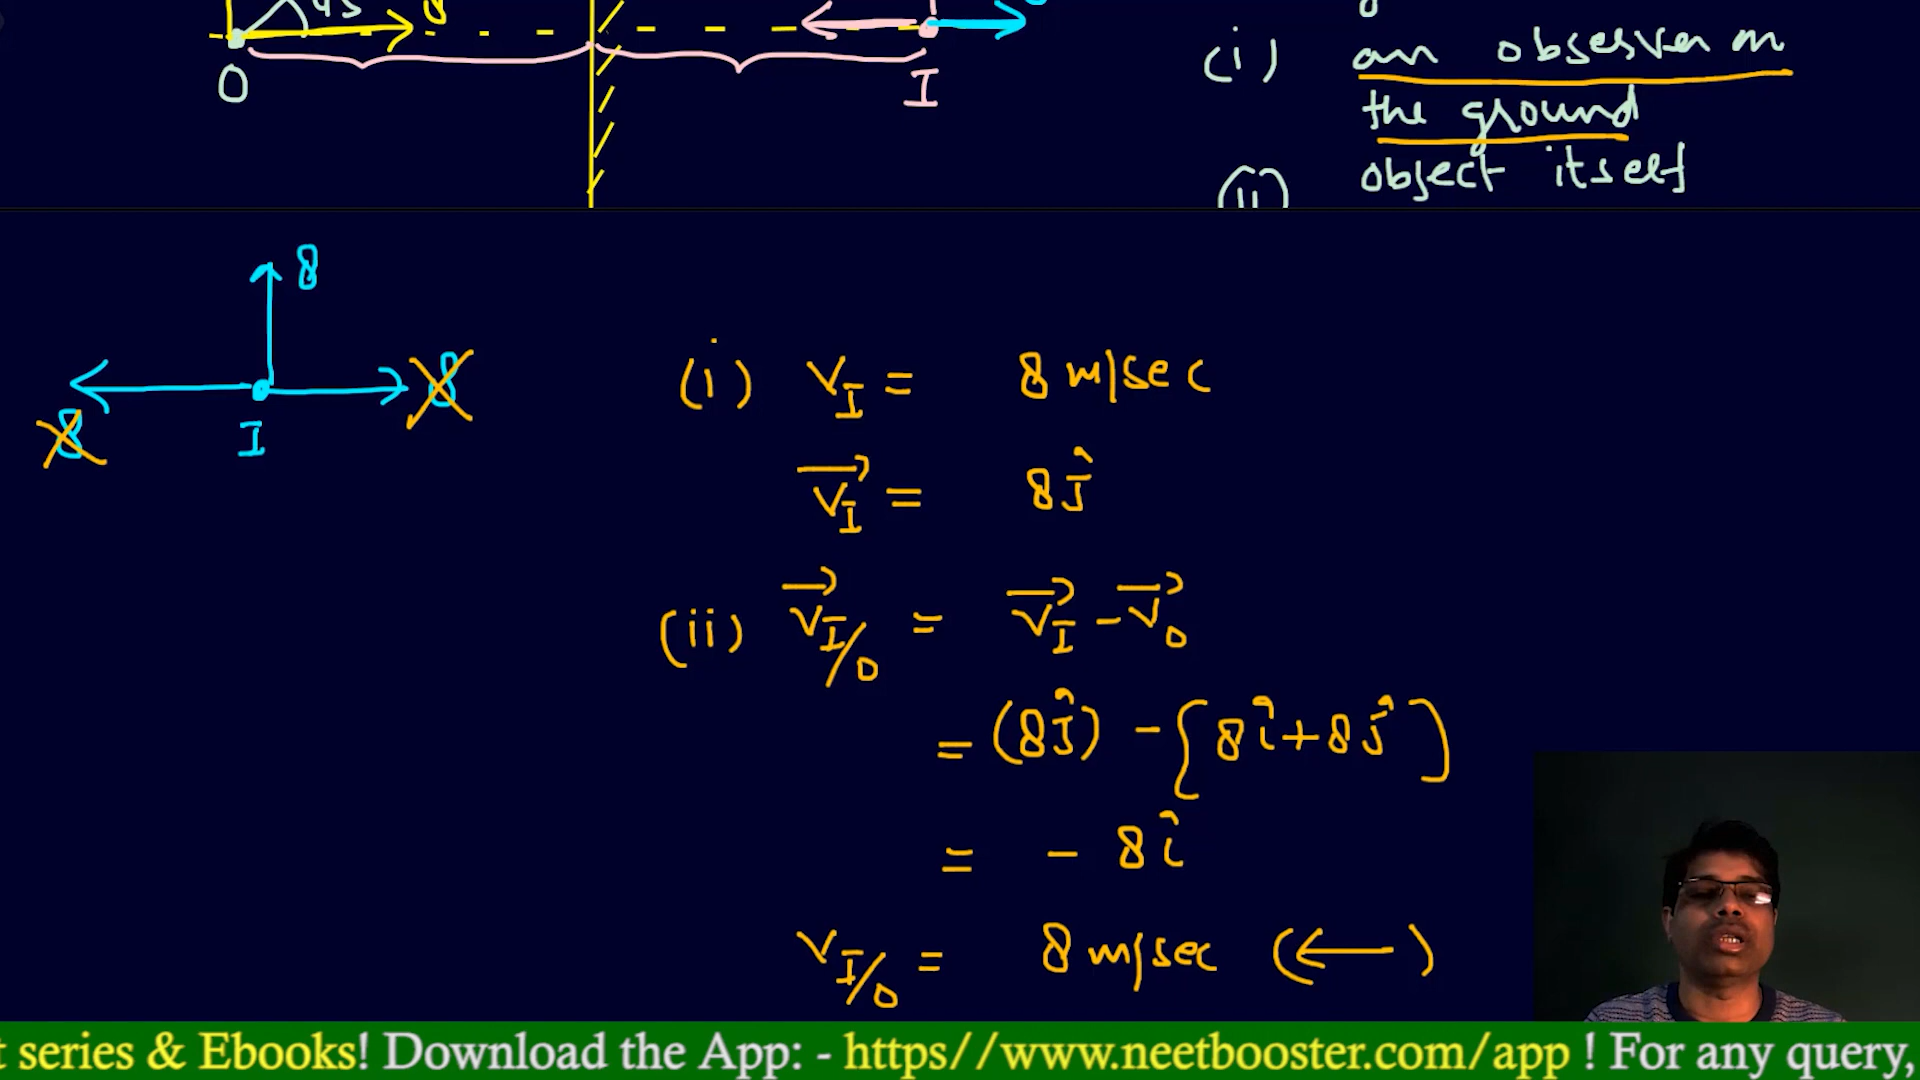 45 8
O I
(i) an observer on
the ground
(ii) object itself
8
8 8
I
(i) V_I = 8 m/sec
V_I = 8ĵ
(ii) V_I/O = V_I - V_O
= (8ĵ) - [8î+8ĵ]
= - 8î
V_I/O = 8 m/sec (←)
t series & Ebooks! Download the App: - https//www.neetbooster.com/app ! For any query,